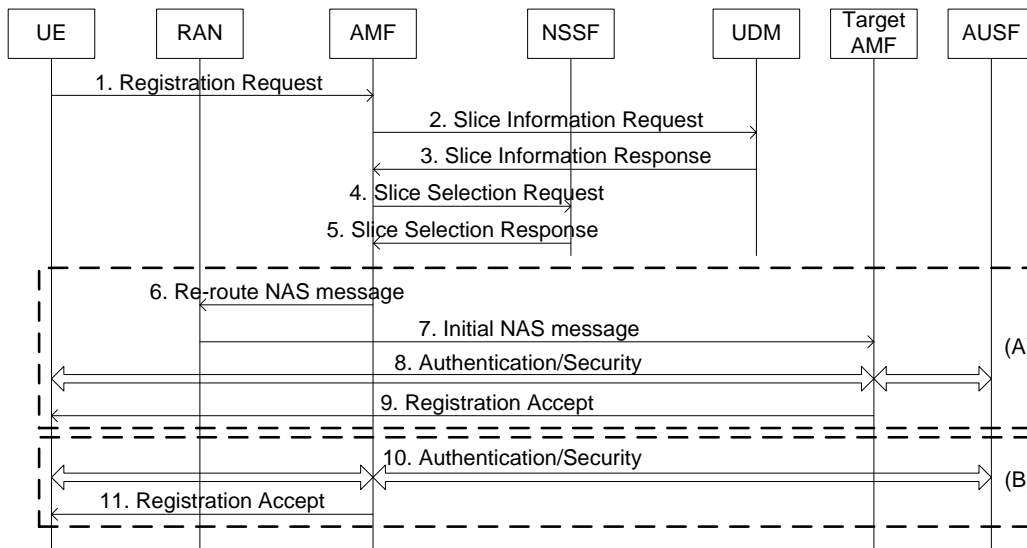 UE RAN AMF NSSF UDM Target AMF AUSF
1. Registration Request
2. Slice Information Request
3. Slice Information Response
4. Slice Selection Request
5. Slice Selection Response
6. Re-route NAS message
7. Initial NAS message
(A)
8. Authentication/Security
9. Registration Accept
10. Authentication/Security
(B
11. Registration Accept